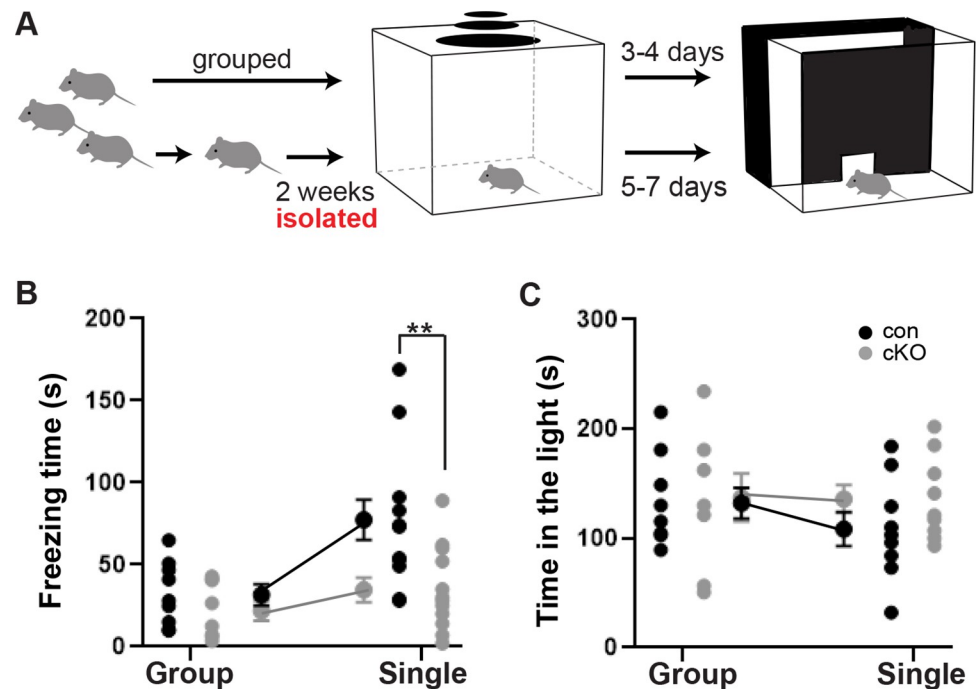 A
grouped
2 weeks
isolated
3-4 days
5-7 days
B
Freezing time (s)
200
150
100
50
0
**
Group
Single
C
Time in the light (s)
300
200
100
0
con
cKO
Group
Single